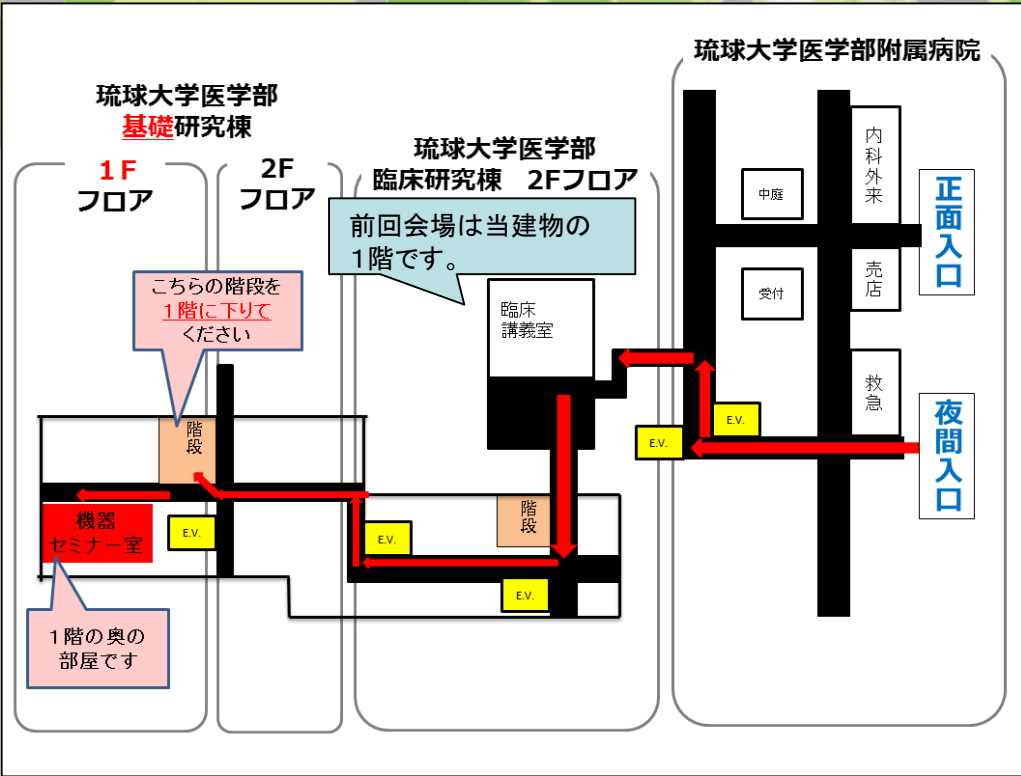 琉球大学医学部附属病院
琉球大学医学部
基礎研究棟
1F
フロア
2F
フロア
琉球大学医学部
臨床研究棟 2Fフロア
前回会場は当建物の
1階です。
こちらの階段を
1階に下りて
ください
臨床
講義室
中庭
受付
内科外来
売店
救急
正面入口
夜間入口
E.V.
E.V.
階段
階段
機器
セミナー室
E.V.
E.V.
E.V.
1階の奥の
部屋です